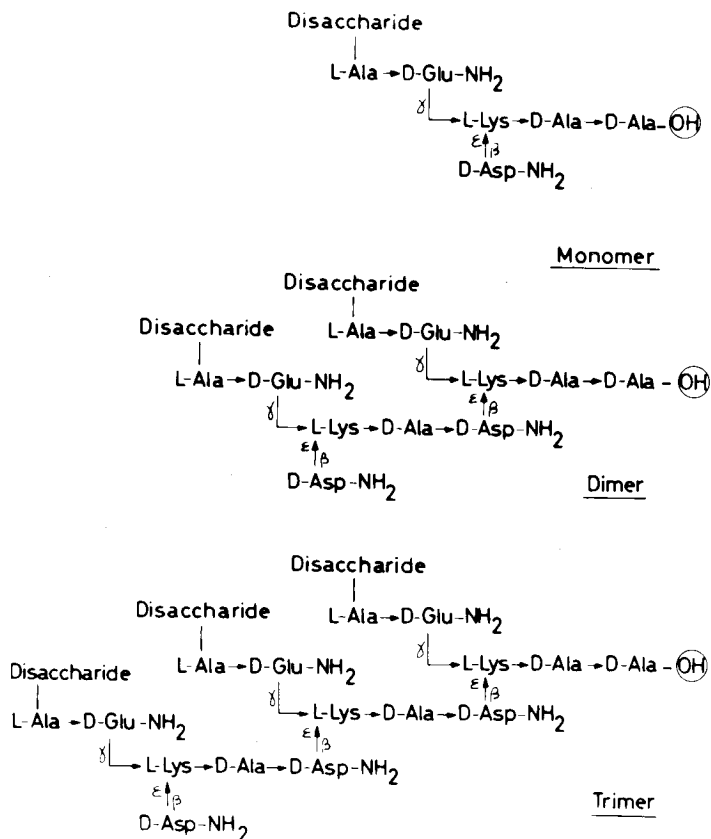 Disaccharide
L-Ala→D-Glu-NH2
γ
L-Lys→D-Ala→D-Ala-OH
ε β
D-Asp-NH2
Monomer
Disaccharide
Disaccharide
L-Ala→D-Glu-NH2
γ
L-Ala→D-Glu-NH2
L-Lys→D-Ala→D-Ala-OH
γ
ε β
L-Lys→D-Ala→D-Asp-NH2
ε β
D-Asp-NH2
Dimer
Disaccharide
Disaccharide
L-Ala→D-Glu-NH2
γ
Disaccharide
L-Ala→D-Glu-NH2
L-Lys→D-Ala→D-Ala-OH
γ
ε β
L-Ala→D-Glu-NH2
L-Lys→D-Ala→D-Asp-NH2
γ
ε β
L-Lys→D-Ala→D-Asp-NH2
ε β
D-Asp-NH2
Trimer